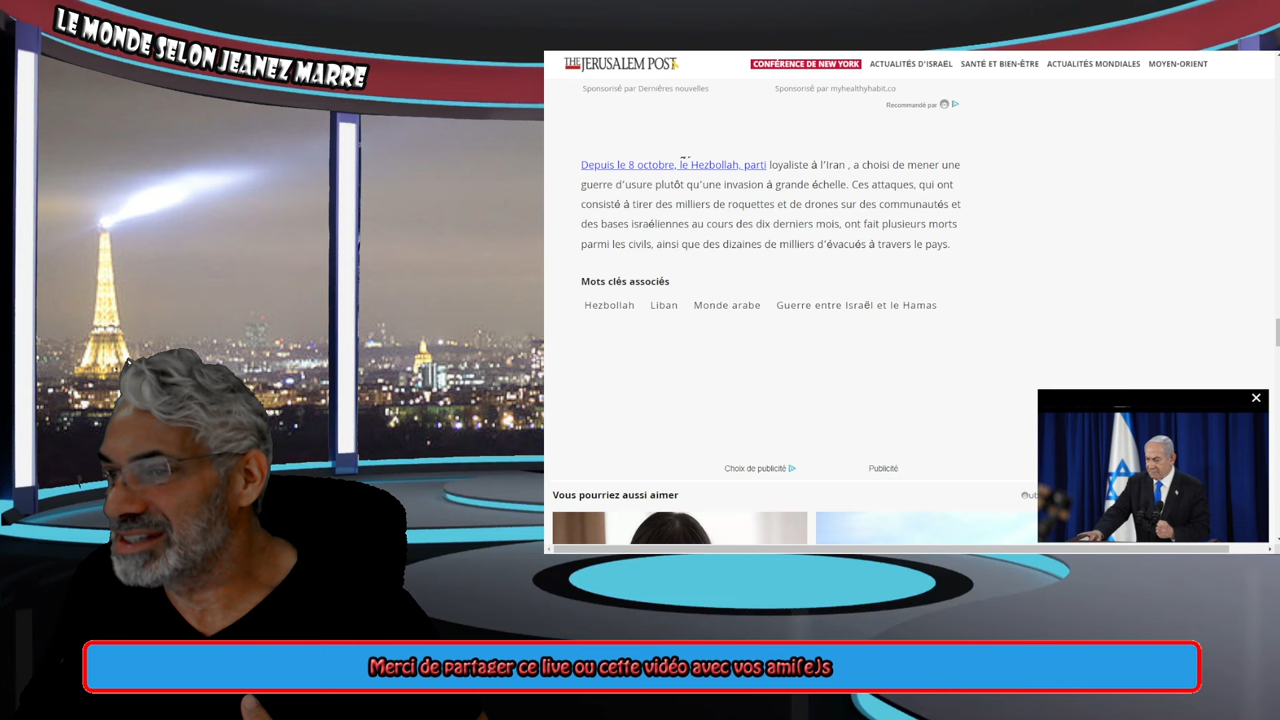 LE MONDE SELON JEANEZ MARRE
THE JERUSALEM POST
CONFÉRENCE DE NEW YORK ACTUALITÉS D'ISRAËL SANTÉ ET BIEN-ÊTRE ACTUALITÉS MONDIALES MOYEN-ORIENT
Sponsorisé par Dernières nouvelles Sponsorisé par myhealthyhabit.co
Recommandé par
Depuis le 8 octobre, le Hezbollah, parti loyaliste à l'Iran , a choisi de mener une
guerre d'usure plutôt qu'une invasion à grande échelle. Ces attaques, qui ont
consisté à tirer des milliers de roquettes et de drones sur des communautés et
des bases israéliennes au cours des dix derniers mois, ont fait plusieurs morts
parmi les civils, ainsi que des dizaines de milliers d'évacués à travers le pays.
Mots clés associés
Hezbollah Liban Monde arabe Guerre entre Israël et le Hamas
Choix de publicité Publicité
Vous pourriez aussi aimer
Merci de partager ce live ou cette vidéo avec vos ami(e)s